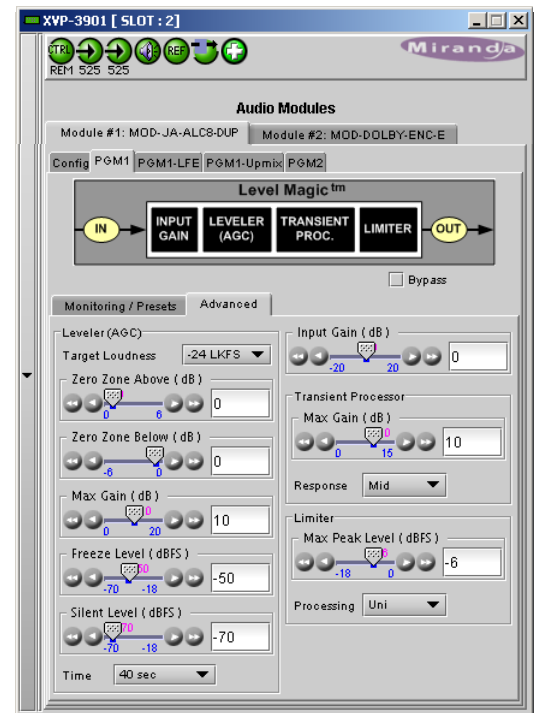 XVP-3901 [ SLOT : 2]
CTRL REF
REM 525 525
Miranda
Audio Modules
Module #1: MOD-JA-ALC8-DUP Module #2: MOD-DOLBY-ENC-E
Config PGM1 PGM1-LFE PGM1-Upmix PGM2
Level Magic tm
IN INPUT GAIN LEVELER (AGC) TRANSIENT PROC. LIMITER OUT
Bypass
Monitoring / Presets Advanced
Leveler (AGC)
Target Loudness -24 LKFS
Zero Zone Above ( dB )
0 6 0
Zero Zone Below ( dB )
-6 0 0
Max Gain ( dB )
0 20 10
Freeze Level ( dBFS )
-70 -18 -50
Silent Level ( dBFS )
-70 -18 -70
Time 40 sec
Input Gain ( dB )
-20 20 0
Transient Processor
Max Gain ( dB )
0 15 10
Response Mid
Limiter
Max Peak Level ( dBFS )
-18 0 -6
Processing Uni